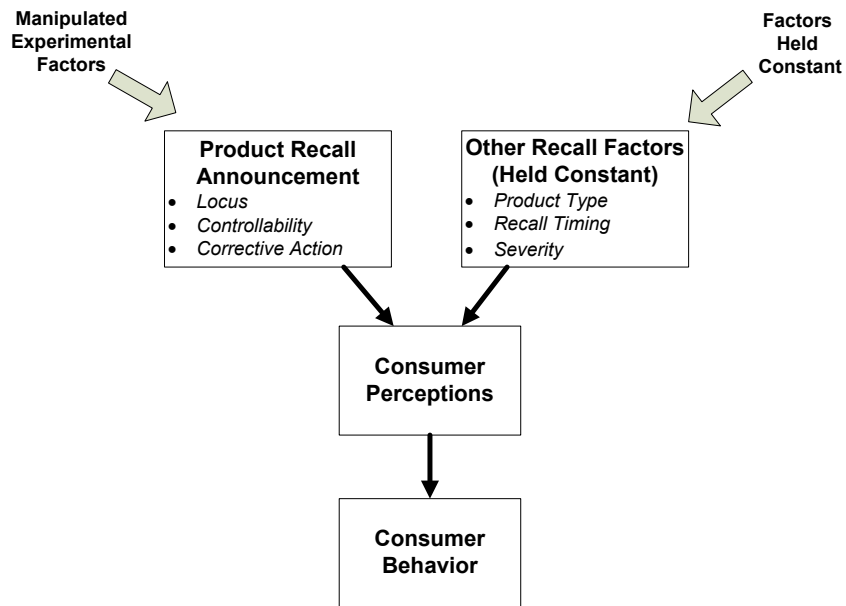 Manipulated
Experimental
Factors
Factors
Held
Constant
Product Recall
Announcement
• Locus
• Controllability
• Corrective Action
Other Recall Factors
(Held Constant)
• Product Type
• Recall Timing
• Severity
Consumer
Perceptions
Consumer
Behavior